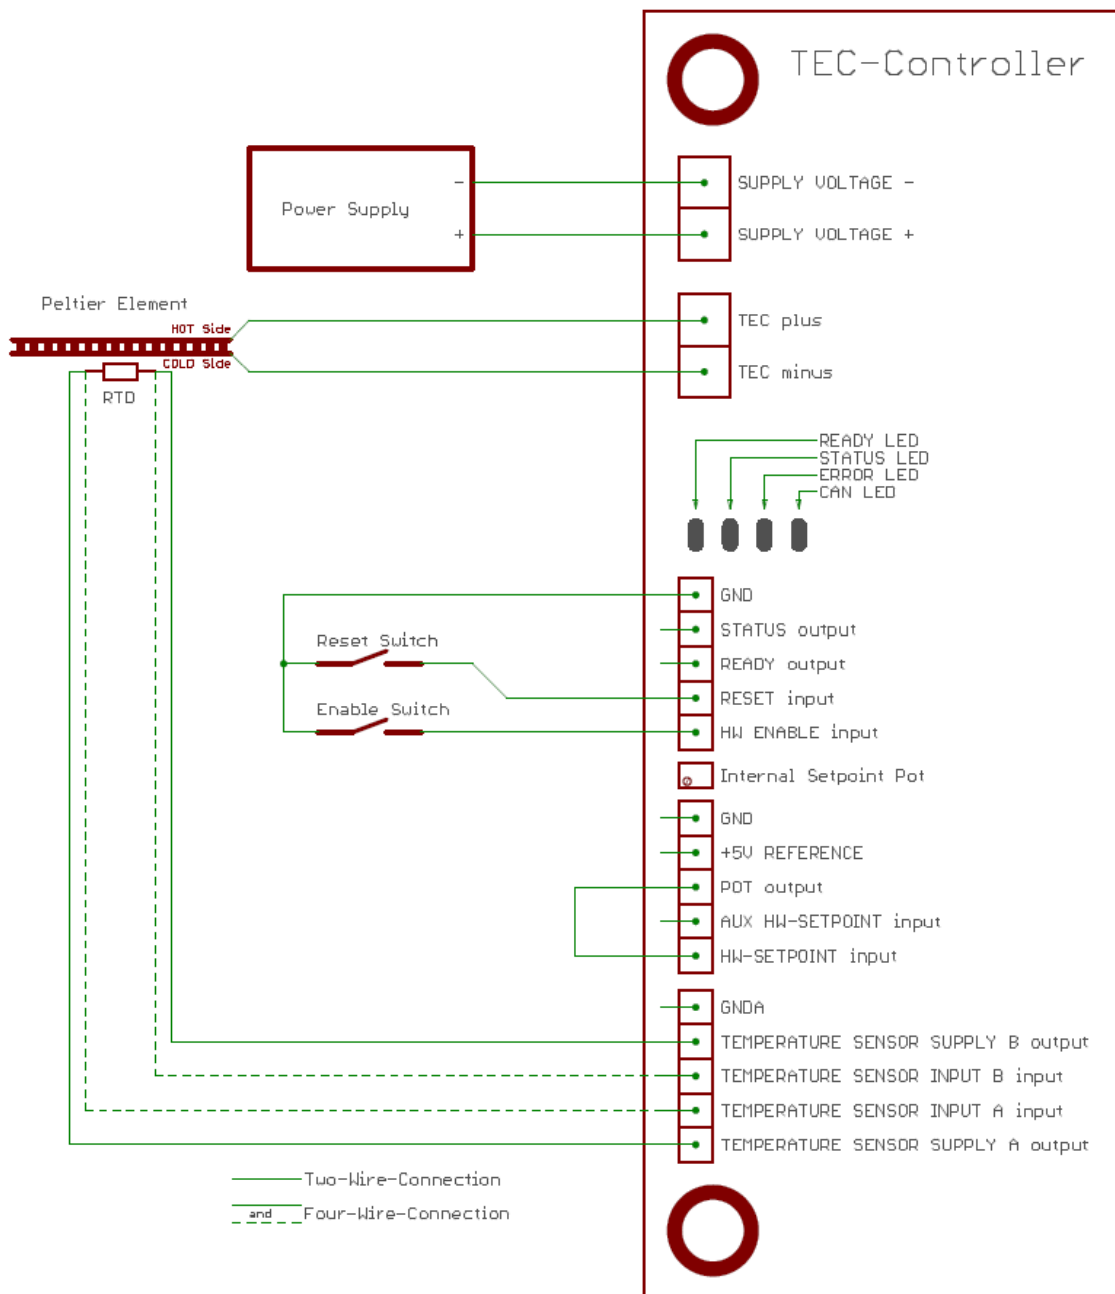 TEC-Controller
- SUPPLY VOLTAGE -
Power Supply
+ SUPPLY VOLTAGE +
Peltier Element
HOT Side
TEC plus
COLD Side
TEC minus
RTD
READY LED
STATUS LED
ERROR LED
CAN LED
GND
STATUS output
Reset Switch
READY output
RESET input
Enable Switch
HW ENABLE input
Internal Setpoint Pot
GND
+5V REFERENCE
POT output
AUX HW-SETPOINT input
HW-SETPOINT input
GNDA
TEMPERATURE SENSOR SUPPLY B output
TEMPERATURE SENSOR INPUT B input
TEMPERATURE SENSOR INPUT A input
TEMPERATURE SENSOR SUPPLY A output
Two-Wire-Connection
and Four-Wire-Connection